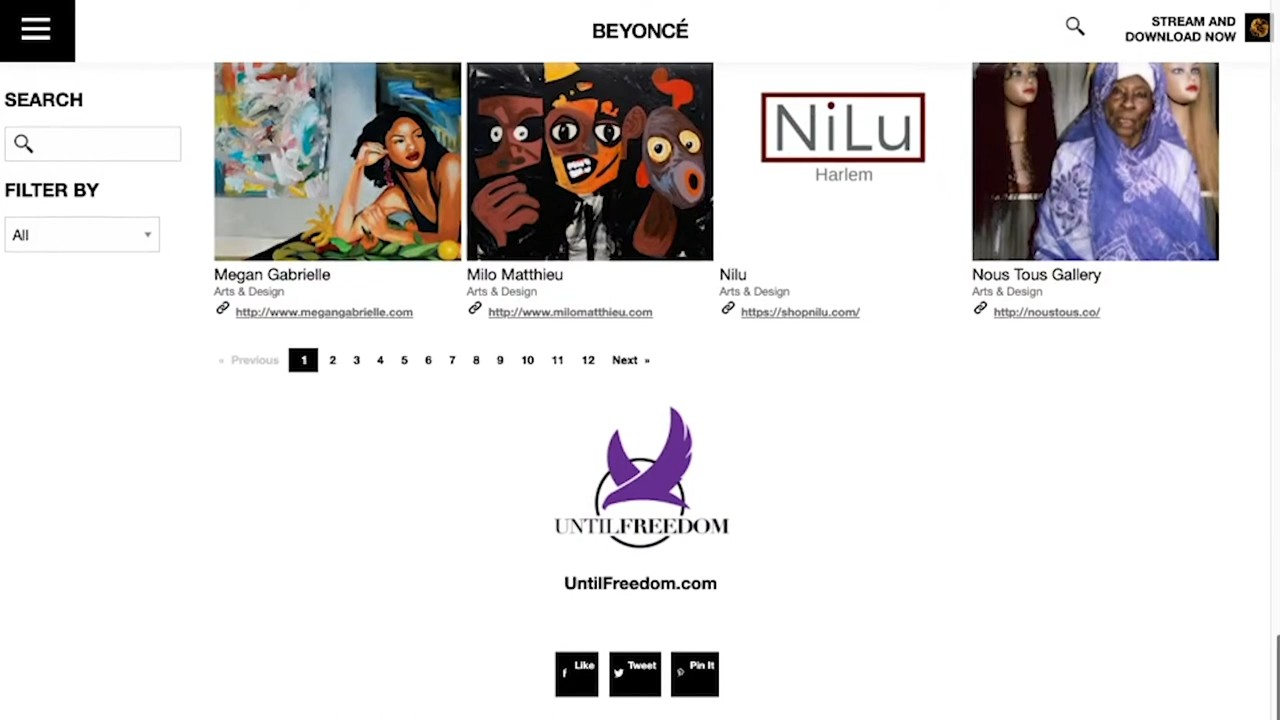 BEYONCÉ
STREAM AND
DOWNLOAD NOW
SEARCH
FILTER BY
All
NiLu
Harlem
Megan Gabrielle
Arts & Design
http://www.megangabrielle.com
Milo Matthieu
Arts & Design
http://www.milomatthieu.com
Nilu
Arts & Design
https://shopnilu.com/
Nous Tous Gallery
Arts & Design
http://noustous.co/
« Previous 1 2 3 4 5 6 7 8 9 10 11 12 Next »
UNTILFREEDOM
UntilFreedom.com
Like
Tweet
Pin It